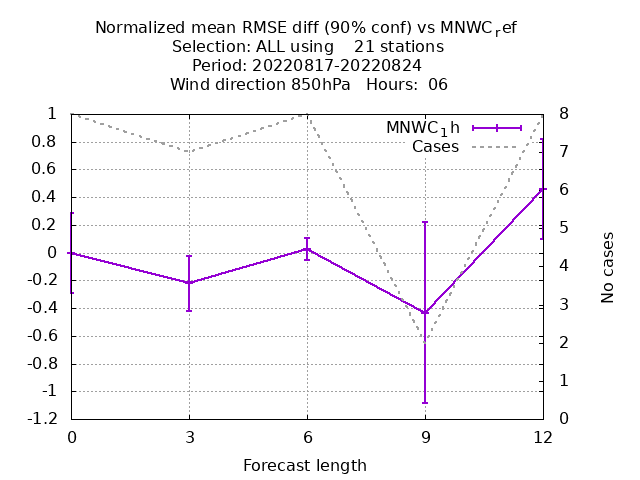 Normalized mean RMSE diff (90% conf) vs MNWCref
Selection: ALL using    21 stations
Period: 20220817-20220824
Wind direction 850hPa   Hours:  06
MNWC1h
Cases
1
0.8
0.6
0.4
0.2
0
-0.2
-0.4
-0.6
-0.8
-1
-1.2
8
7
6
5
4
3
2
1
0
No cases
0 3 6 9 12
Forecast length